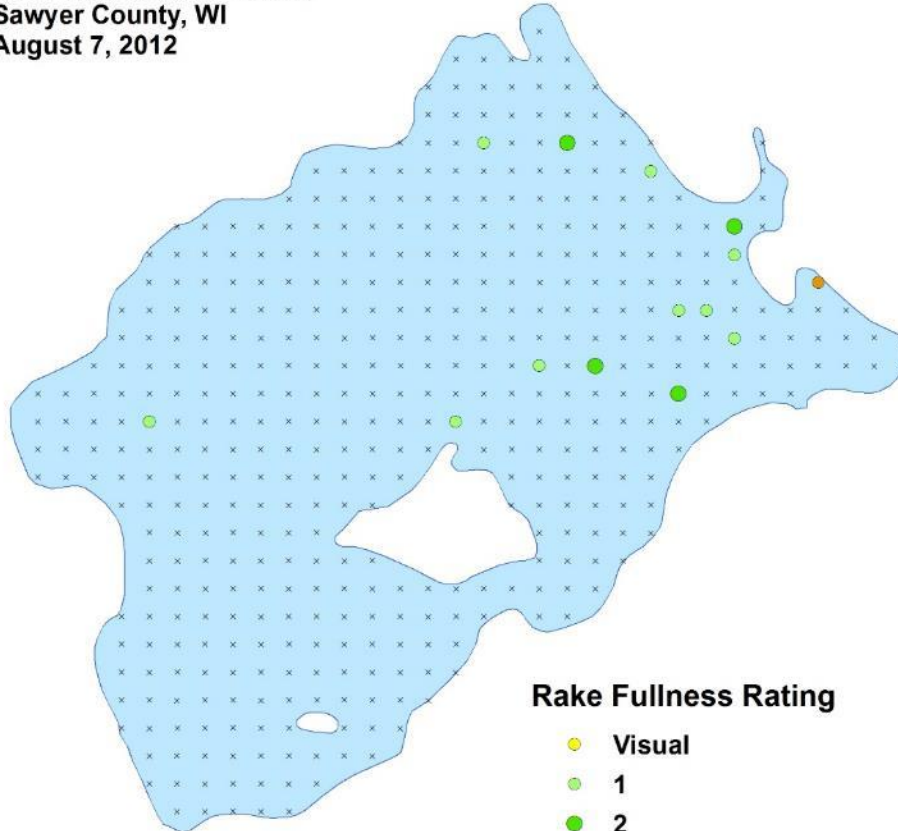 Sawyer County, WI
August 7, 2012
Rake Fullness Rating
Visual
1
2